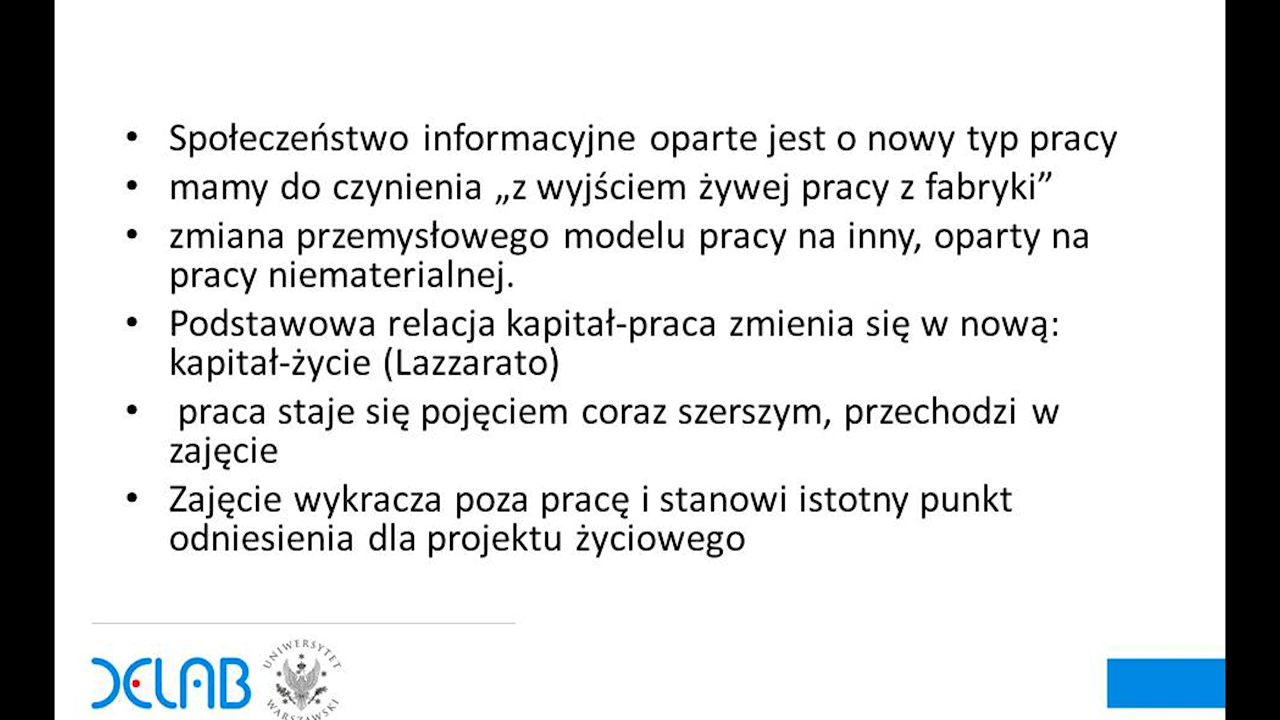 • Społeczeństwo informacyjne oparte jest o nowy typ pracy
• mamy do czynienia „z wyjściem żywej pracy z fabryki”
• zmiana przemysłowego modelu pracy na inny, oparty na
pracy niematerialnej.
• Podstawowa relacja kapitał-praca zmienia się w nową:
kapitał-życie (Lazzarato)
• praca staje się pojęciem coraz szerszym, przechodzi w
zajęcie
• Zajęcie wykracza poza pracę i stanowi istotny punkt
odniesienia dla projektu życiowego
DELAB
UNIWERSYTET
WARSZAWSKI